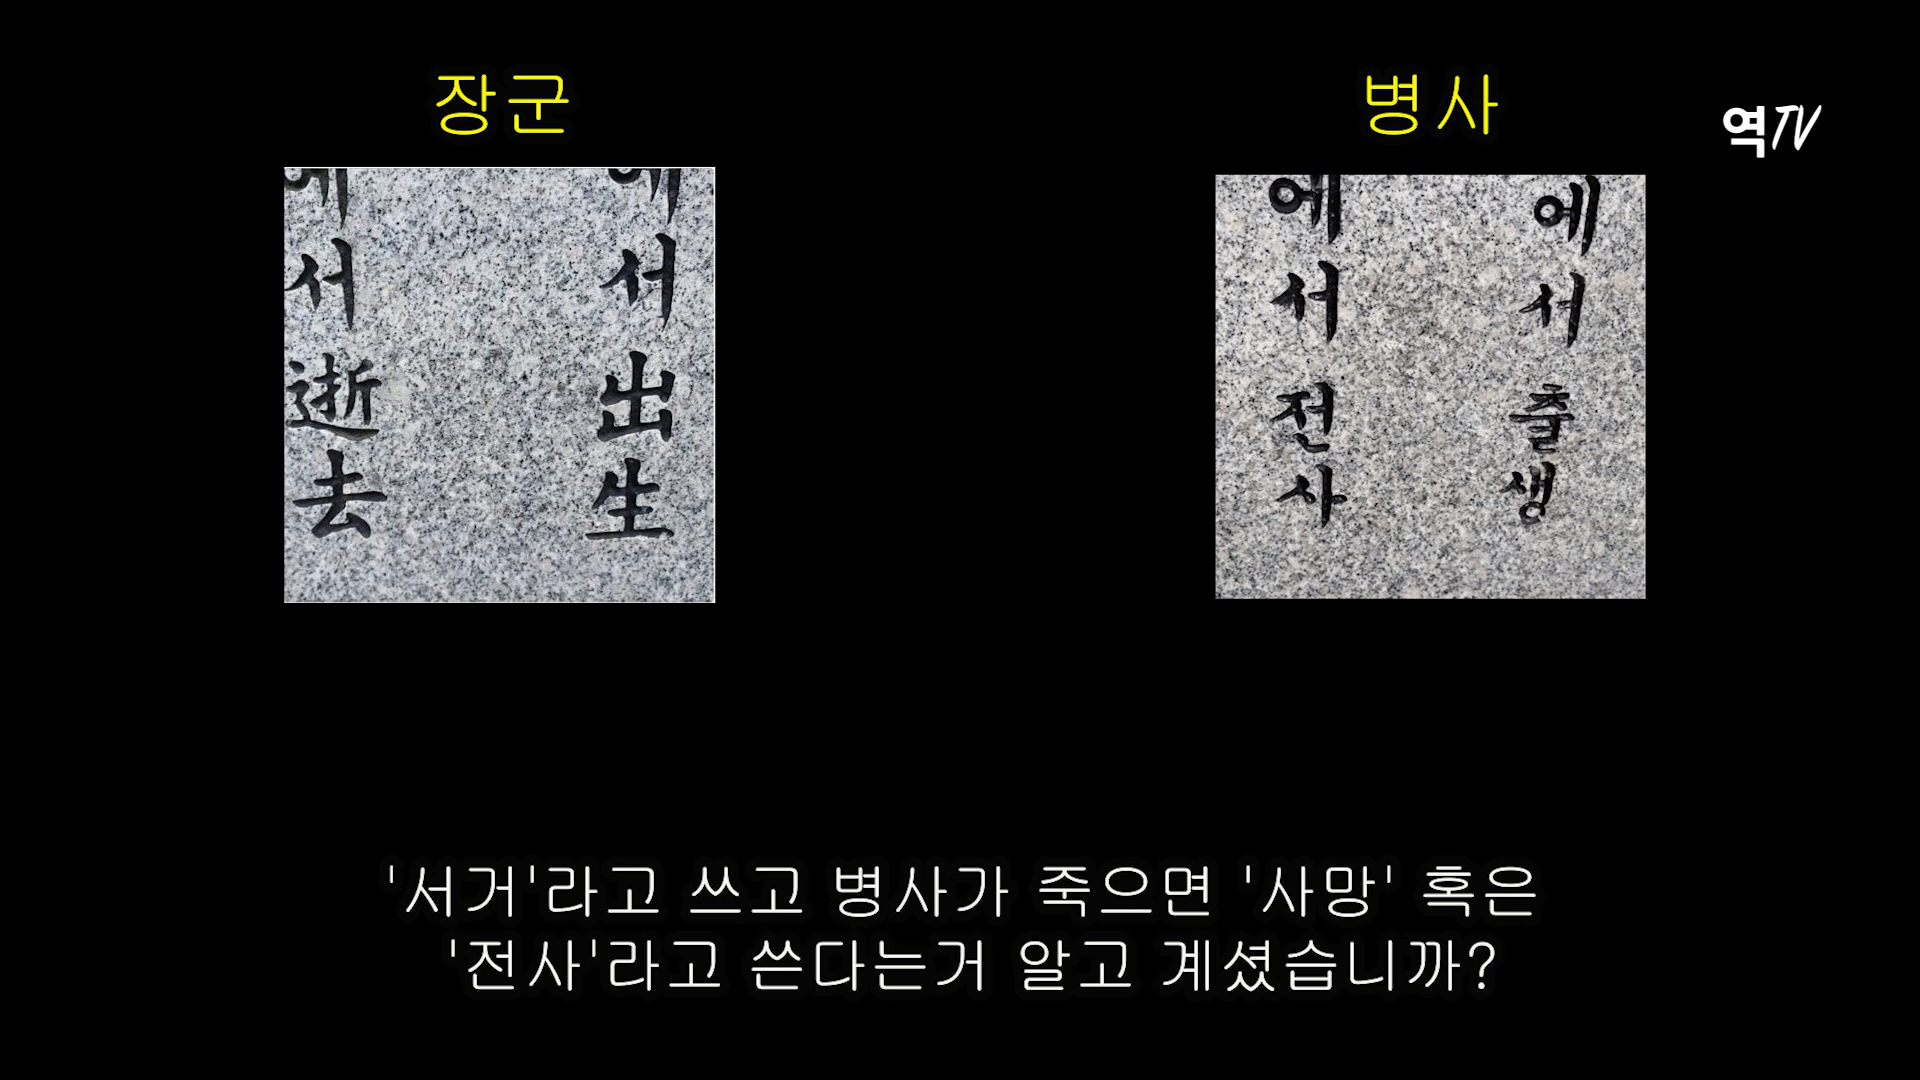 장군
병사
역TV
에서 出生
에서 逝去
에서 출생
에서 전사
'서거'라고 쓰고 병사가 죽으면 '사망' 혹은
'전사'라고 쓴다는거 알고 계셨습니까?